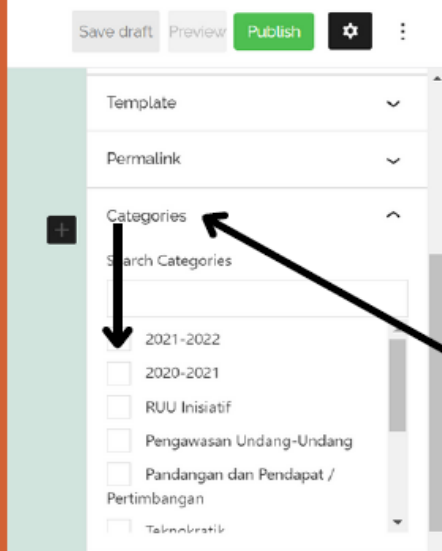 Save draft Preview Publish
Template
Permalink
Categories
Search Categories
2021-2022
2020-2021
RUU Inisiatif
Pengawasan Undang-Undang
Pandangan dan Pendapat /
Pertimbangan
Teknokratik